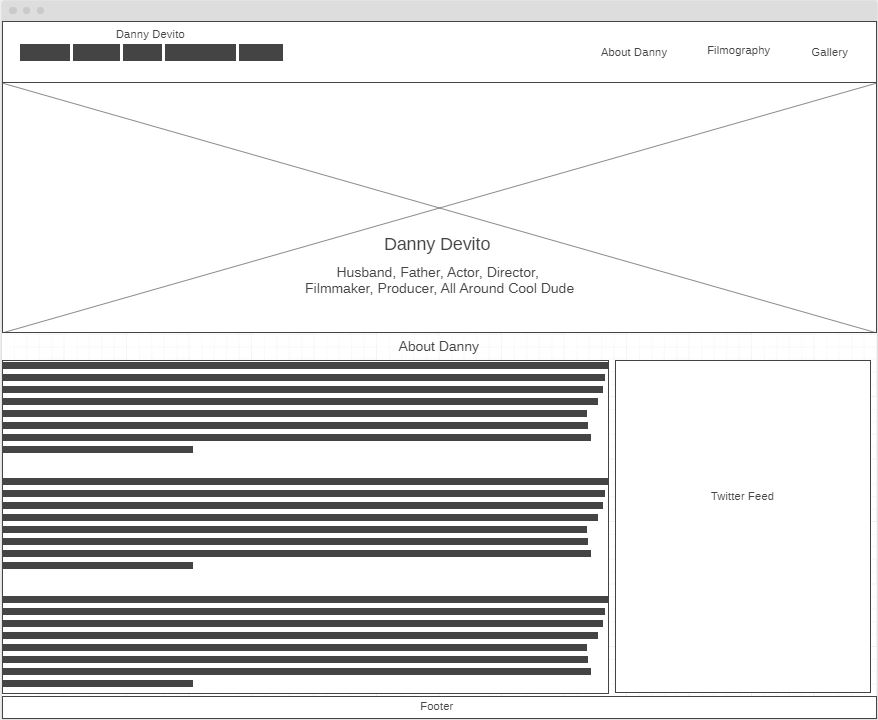 Danny Devito
About Danny
Filmography
Gallery
Danny Devito
Husband, Father, Actor, Director,
Filmmaker, Producer, All Around Cool Dude
About Danny
Twitter Feed
Footer